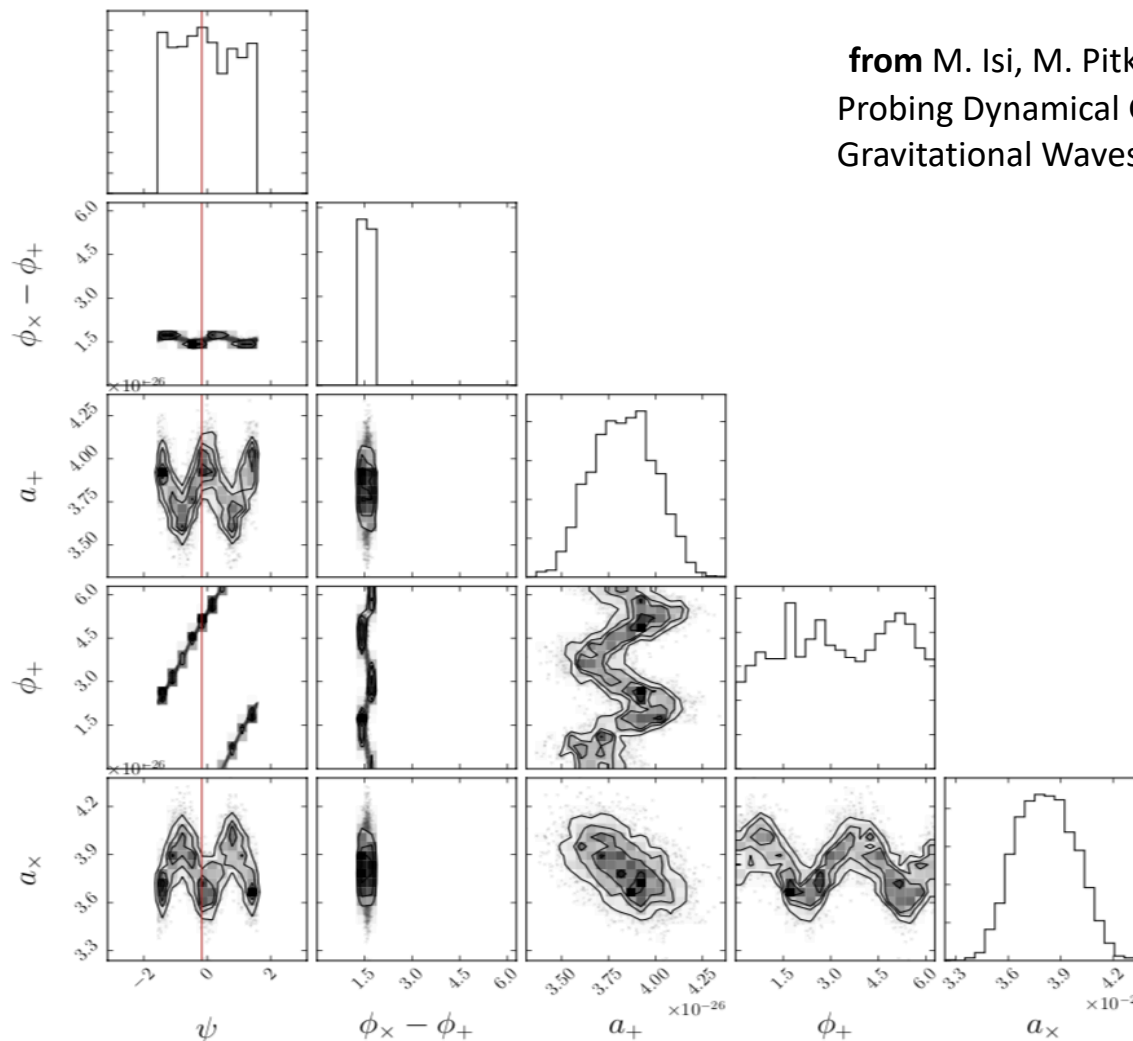 from M. Isi, M. Pitk
Probing Dynamical
Gravitational Waves
6.0
4.5
3.0
1.5
ϕ× − ϕ+
×10−26
4.25
4.00
3.75
3.50
a+
6.0
4.5
3.0
1.5
ϕ+
×10−26
4.2
3.9
3.6
3.3
a×
−2 0 2
1.5 3.0 4.5 6.0
3.50 3.75 4.00
×10−26
1.5 3.0 4.5 6.0
3.3 3.6 3.9 4.2
ψ
ϕ× − ϕ+
a+
ϕ+
a×